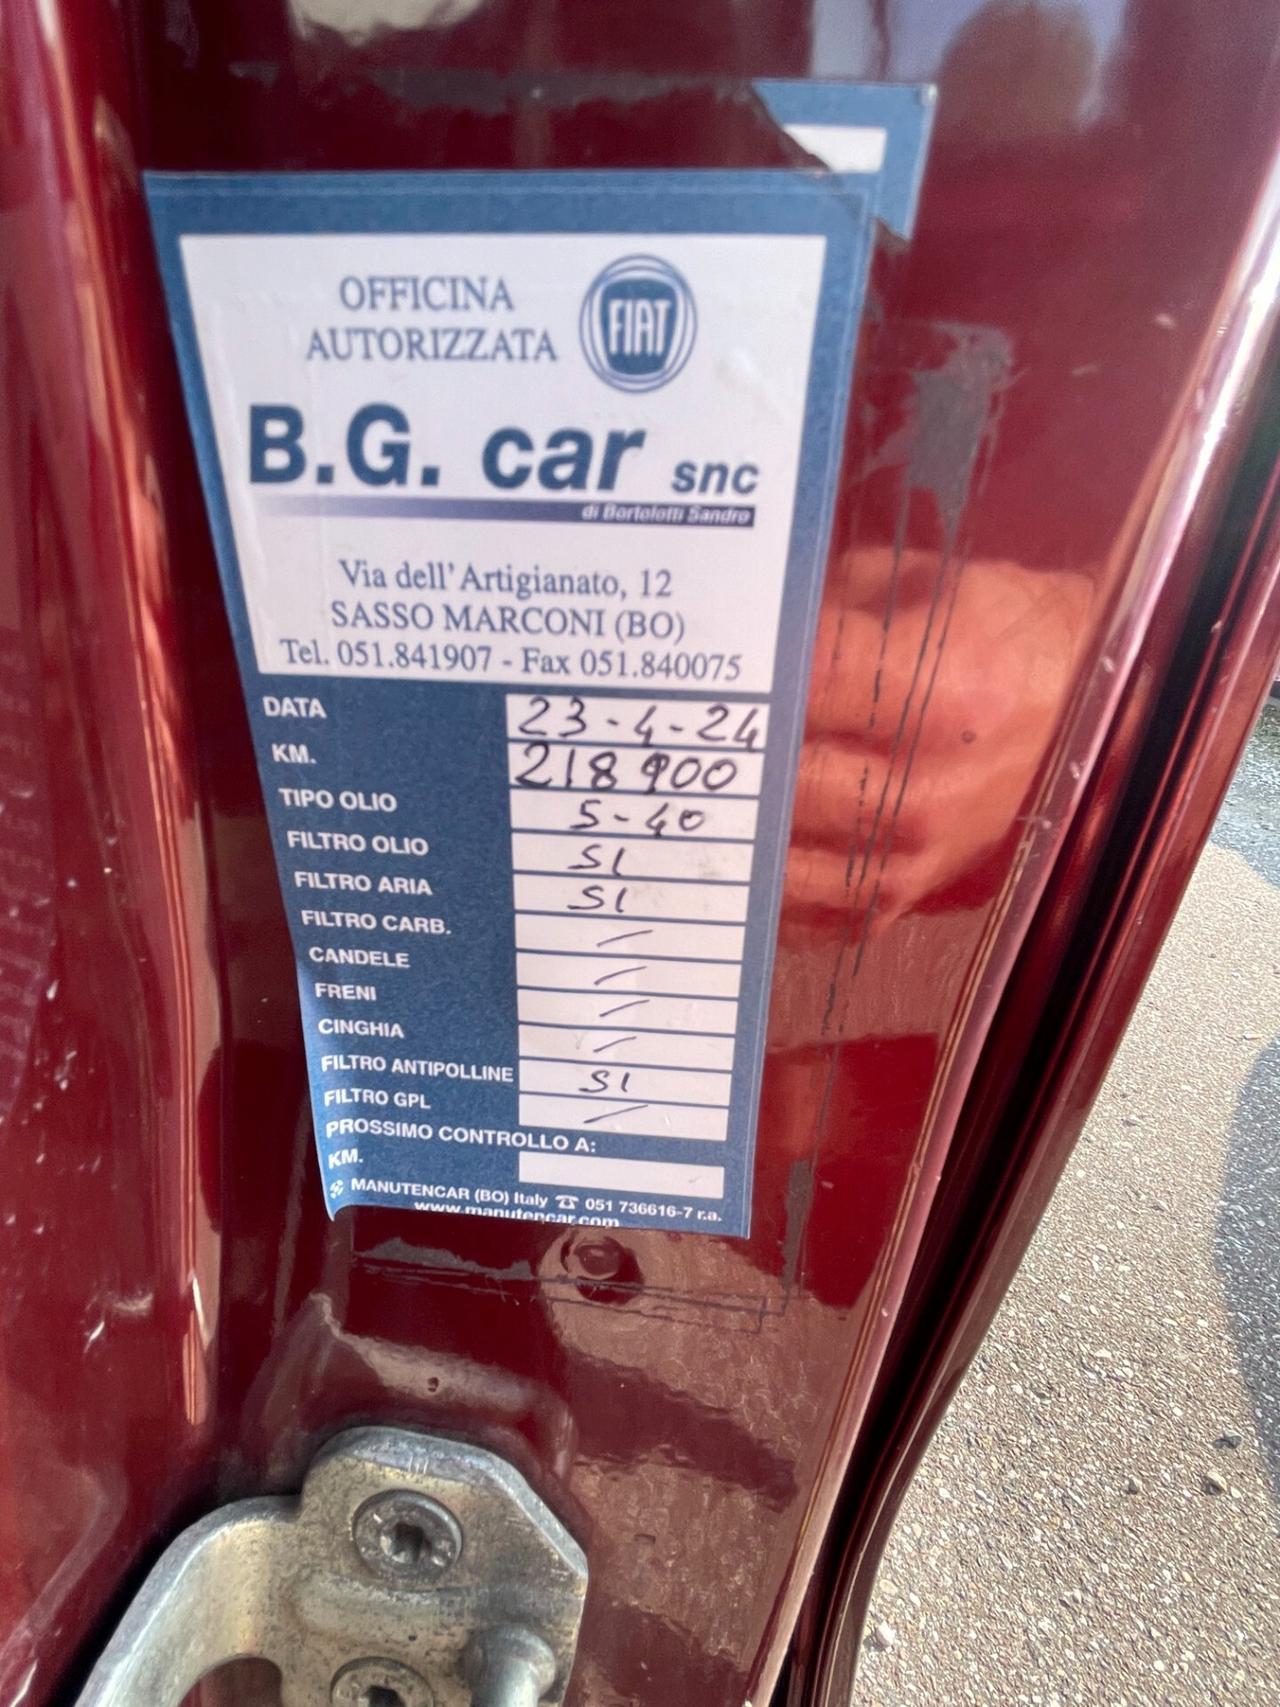 OFFICINA
AUTORIZZATA
FIAT
B.G. car snc
di Bortolotti Sandro
Via dell'Artigianato, 12
SASSO MARCONI (BO)
Tel. 051.841907 - Fax 051.840075
DATA 23-4-24
KM. 218900
TIPO OLIO 5-40
FILTRO OLIO SI
FILTRO ARIA SI
FILTRO CARB. /
CANDELE /
FRENI /
CINGHIA /
FILTRO ANTIPOLLINE SI
FILTRO GPL /
PROSSIMO CONTROLLO A:
KM.
MANUTENCAR (BO) Italy ☎ 051 736616-7 r.a.
www.manutencar.com